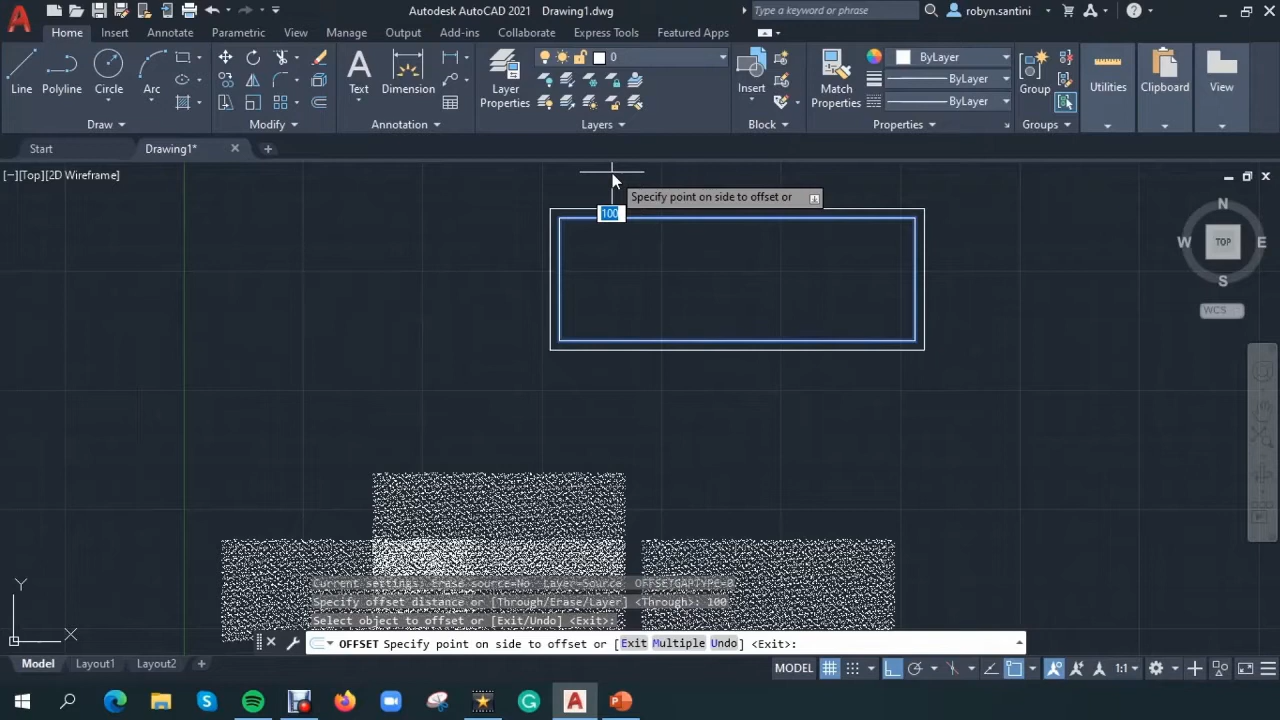 Autodesk AutoCAD 2021 Drawing1.dwg
Type a keyword or phrase
robyn.santini
Home Insert Annotate Parametric View Manage Output Add-ins Collaborate Express Tools Featured Apps
0
ByLayer
Line Polyline Circle Arc
Text Dimension
Layer Properties
Insert
Match Properties
ByLayer
ByLayer
Group
Utilities
Clipboard
View
Draw Modify Annotation Layers Block Properties Groups
Start Drawing1*
[−][Top][2D Wireframe]
Specify point on side to offset or
100
N
W TOP E
S
WCS
Y
X
Current settings: Erase source=No Layer=Source OFFSETGAPTYPE=0
Specify offset distance or [Through/Erase/Layer] <Through>: 100
Select object to offset or [Exit/Undo] <Exit>:
OFFSET Specify point on side to offset or [Exit Multiple Undo] <Exit>:
Model Layout1 Layout2 +
MODEL 1:1